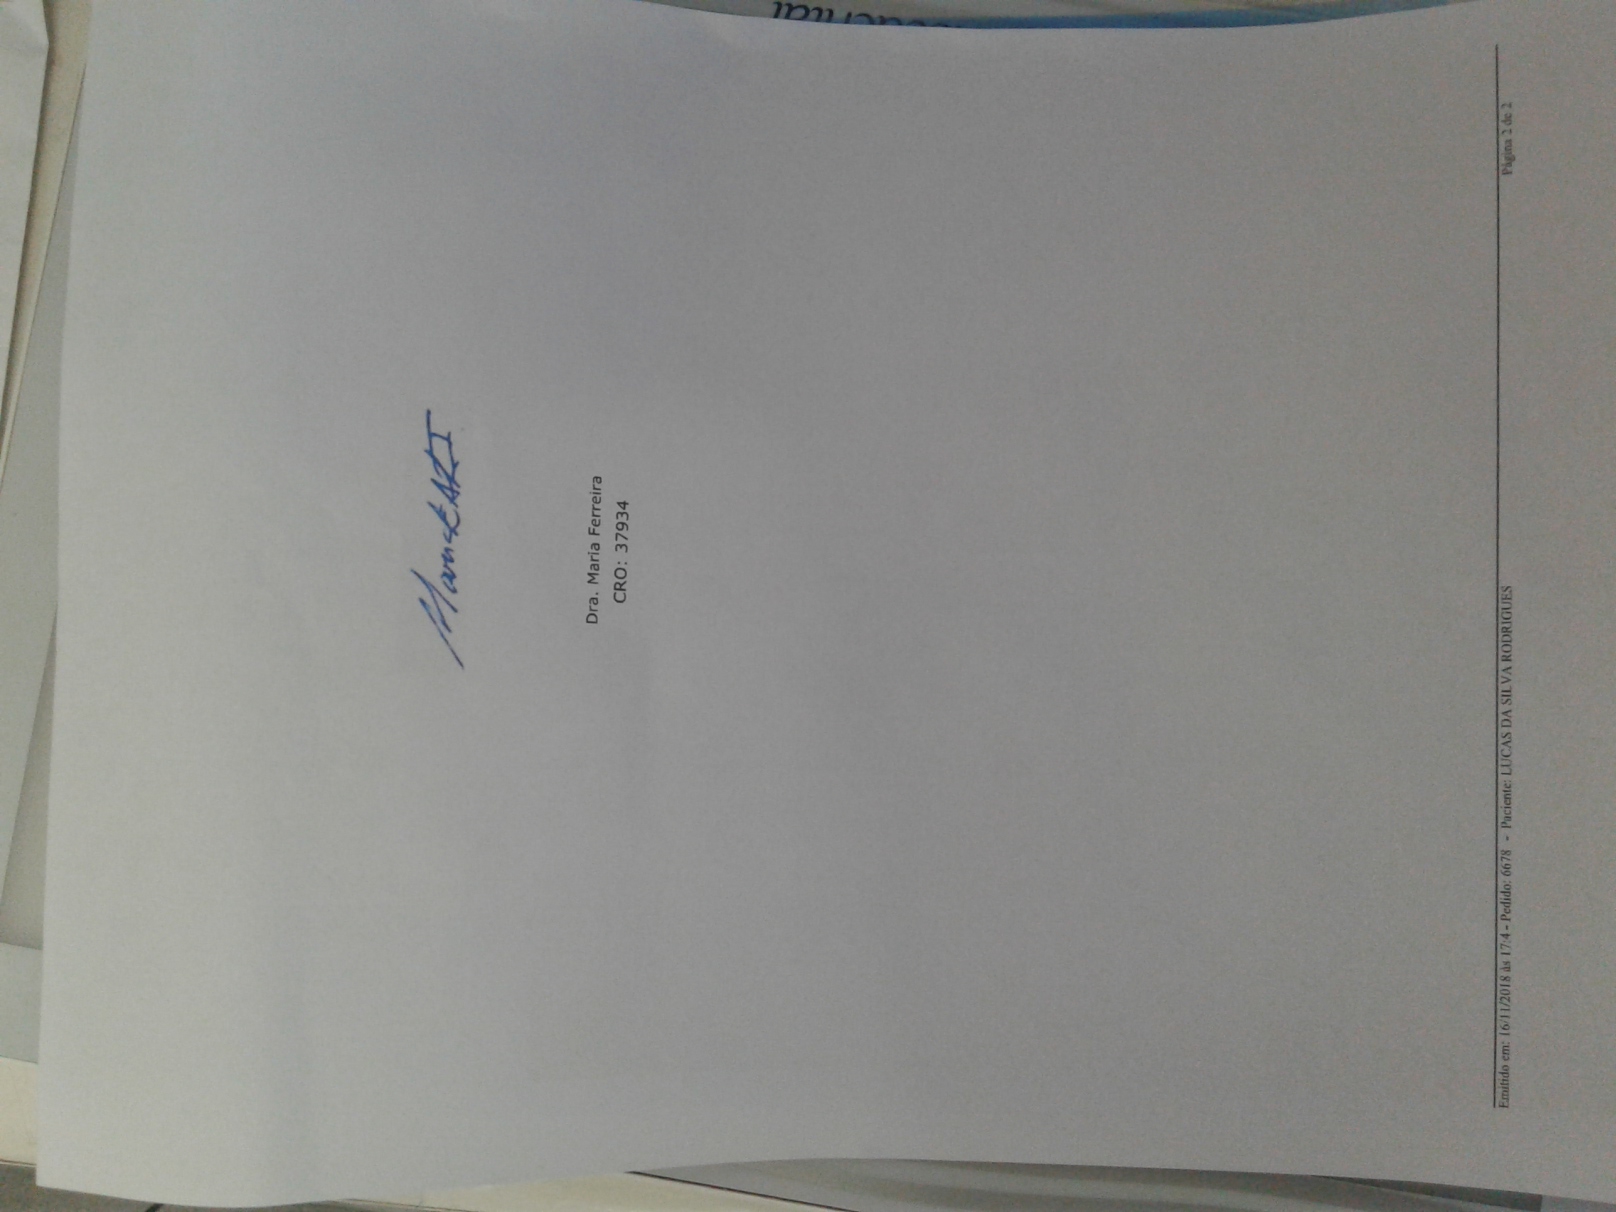 Dra. Maria Ferreira
CRO: 37934
Emitido em: 16/11/2018 às 17:4 - Pedido: 6678 - Paciente: LUCAS DA SILVA RODRIGUES
Página 2 de 2